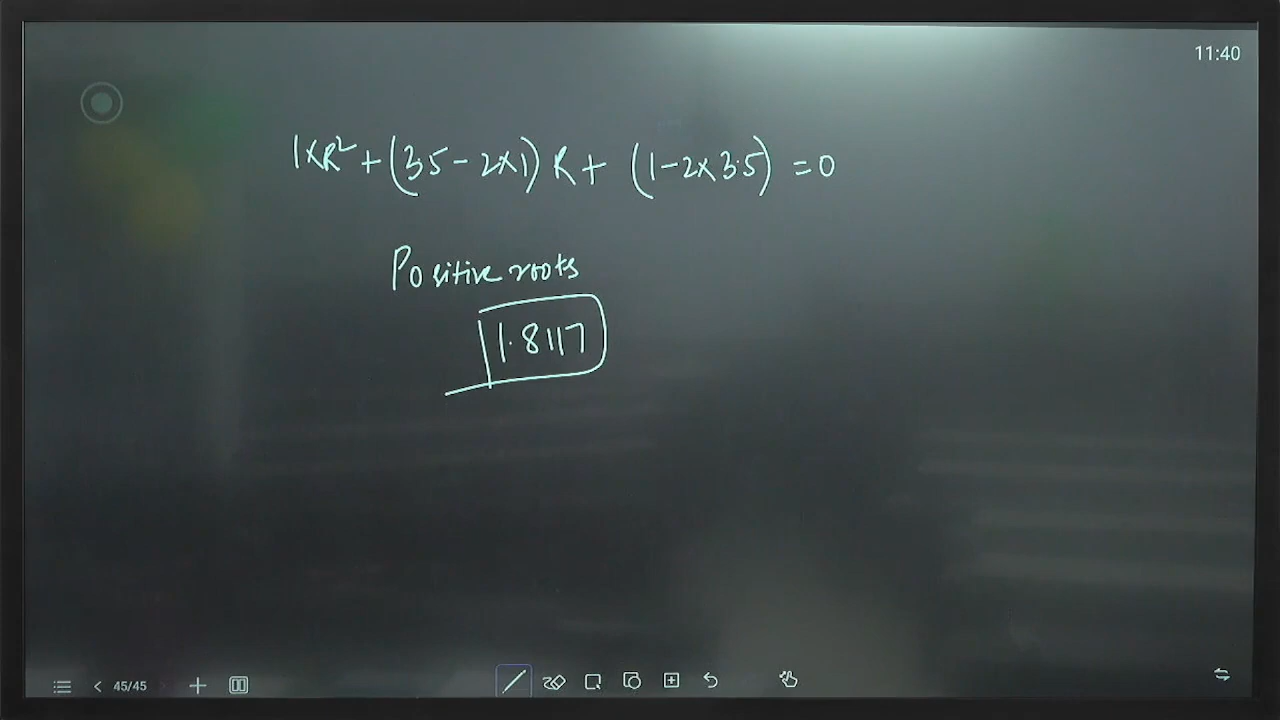 11:40
1×R² + (3.5 - 2×1) R + (1 - 2×3.5) = 0
Positive roots
1.8117
45/45